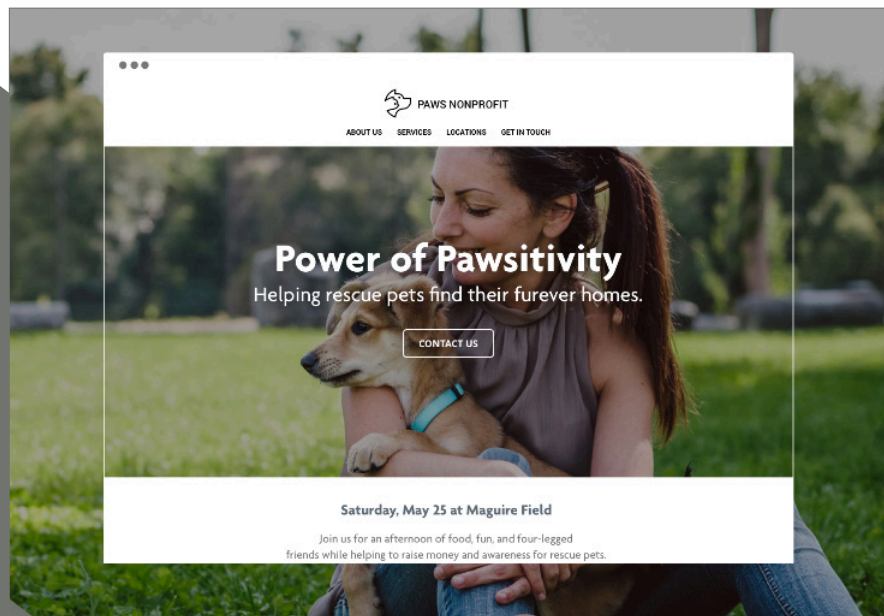 PAWS NONPROFIT
ABOUT US SERVICES LOCATIONS GET IN TOUCH
Power of Pawsitivity
Helping rescue pets find their furever homes.
CONTACT US
Saturday, May 25 at Maguire Field
Join us for an afternoon of food, fun, and four-legged
friends while helping to raise money and awareness for rescue pets.